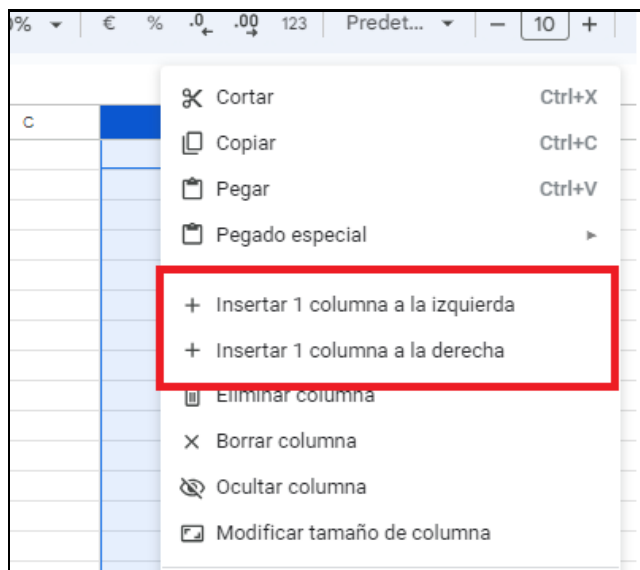 % € % .0 .00 123 Predet... − 10 +
C
Cortar Ctrl+X
Copiar Ctrl+C
Pegar Ctrl+V
Pegado especial
+ Insertar 1 columna a la izquierda
+ Insertar 1 columna a la derecha
Eliminar columna
Borrar columna
Ocultar columna
Modificar tamaño de columna